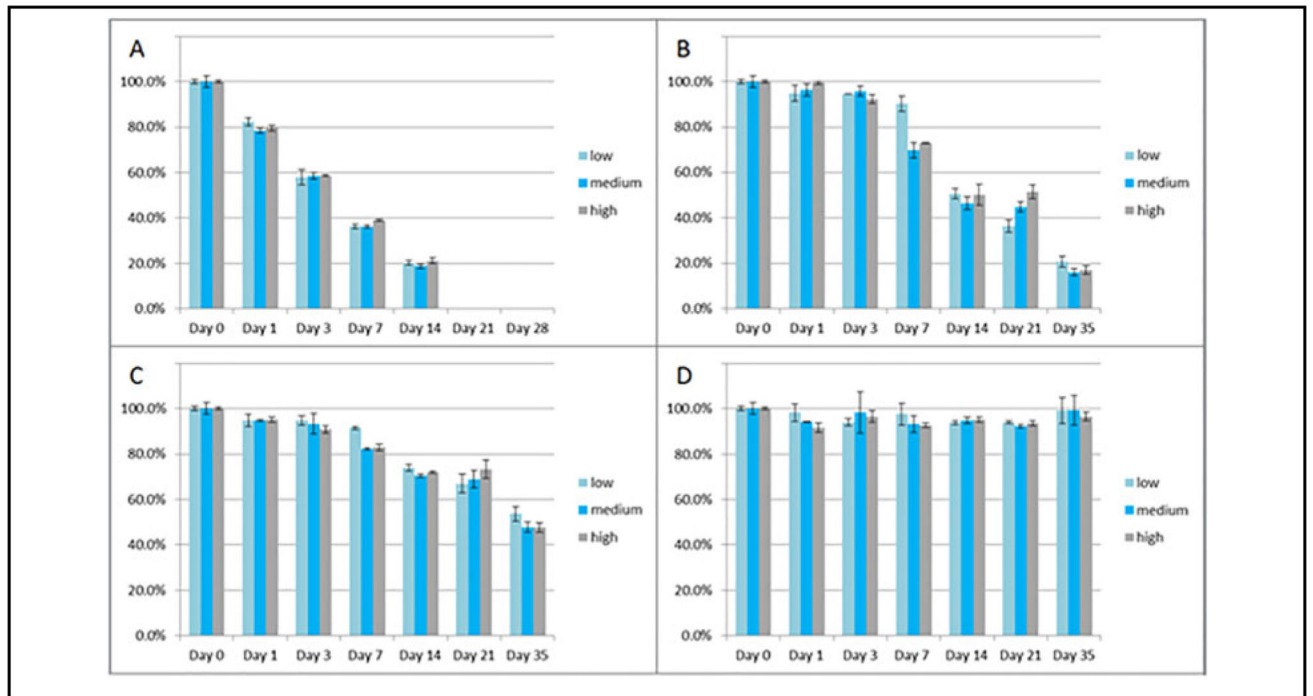 A
100.0%
80.0%
60.0%
40.0%
20.0%
0.0%
Day 0 Day 1 Day 3 Day 7 Day 14 Day 21 Day 28
low
medium
high
B
100.0%
80.0%
60.0%
40.0%
20.0%
0.0%
Day 0 Day 1 Day 3 Day 7 Day 14 Day 21 Day 35
low
medium
high
C
100.0%
80.0%
60.0%
40.0%
20.0%
0.0%
Day 0 Day 1 Day 3 Day 7 Day 14 Day 21 Day 35
low
medium
high
D
100.0%
80.0%
60.0%
40.0%
20.0%
0.0%
Day 0 Day 1 Day 3 Day 7 Day 14 Day 21 Day 35
low
medium
high